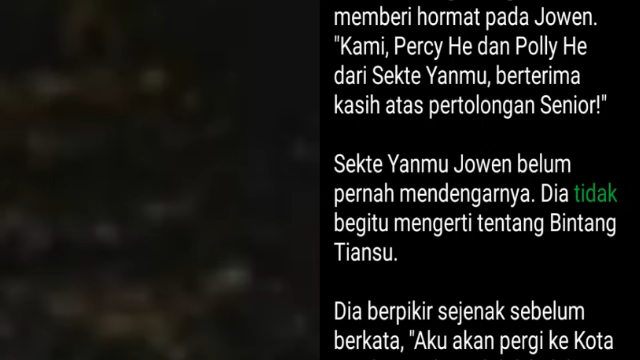 memberi hormat pada Jowen.
"Kami, Percy He dan Polly He
dari Sekte Yanmu, berterima
kasih atas pertolongan Senior!"
Sekte Yanmu Jowen belum
pernah mendengarnya. Dia tidak
begitu mengerti tentang Bintang
Tiansu.
Dia berpikir sejenak sebelum
berkata, "Aku akan pergi ke Kota